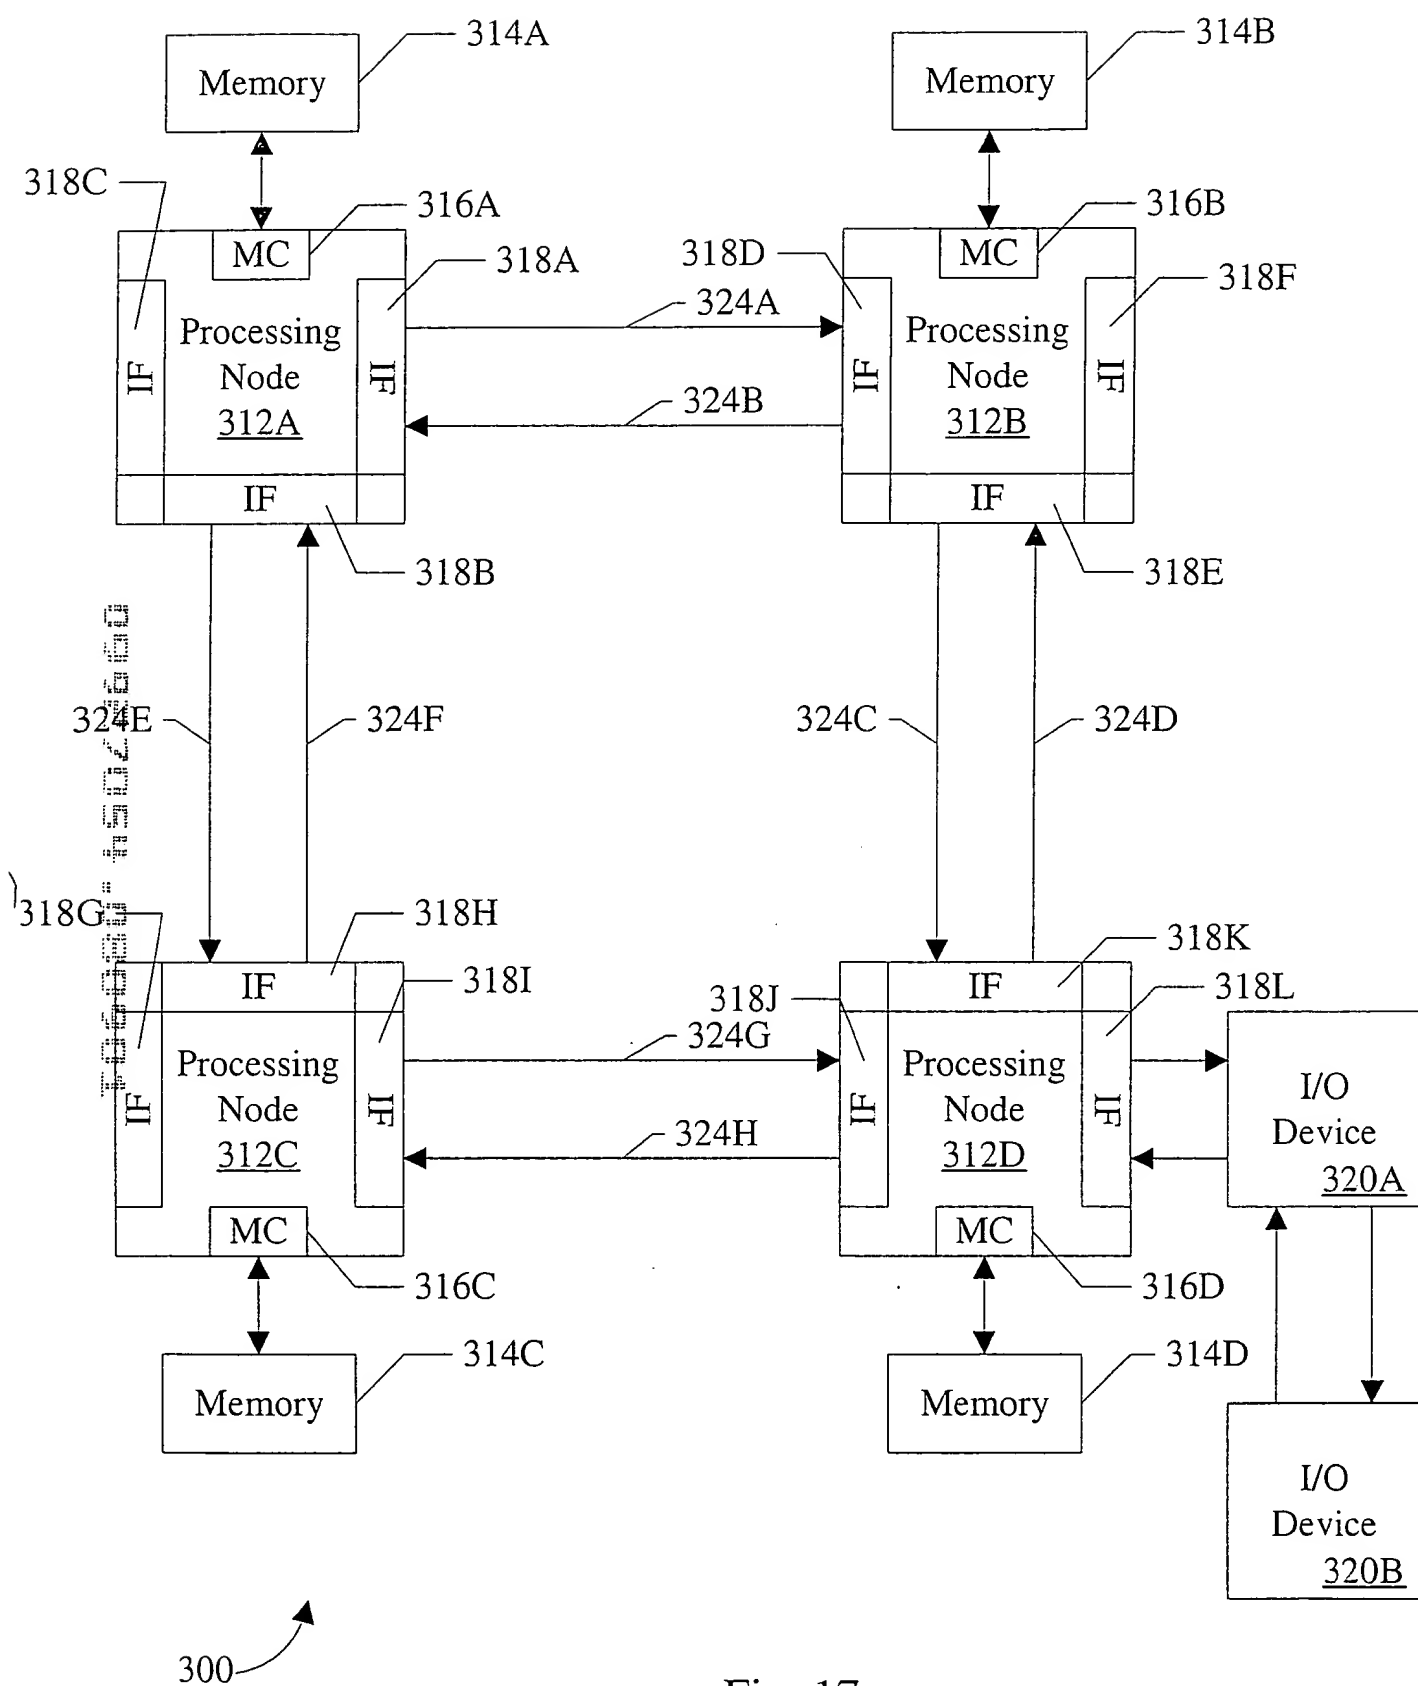 314A
Memory
314B
Memory
318C
316A
MC
318A
316B
MC
318D
318F
324A
Processing
Node
312A
IF
IF
Processing
Node
312B
IF
IF
324B
IF
IF
318B
318E
324E
324F
324C
324D
318G
318H
318K
IF
318I
IF
318J
318L
324G
Processing
Node
312C
IF
IF
Processing
Node
312D
IF
IF
I/O
Device
320A
324H
MC
MC
316C
316D
314C
Memory
314D
Memory
I/O
Device
320B
300